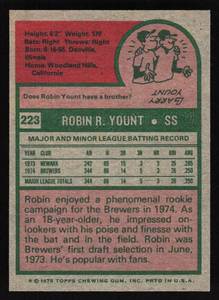 Height: 6'2" Weight: 170
Bats: Right Throws: Right
Born: 9-16-55, Danville,
Illinois
Home: Woodland Hills,
California
LARRY
YOUNT
Does Robin Yount have a brother?
223 ROBIN R. YOUNT • SS
MAJOR AND MINOR LEAGUE BATTING RECORD
YEAR CLUB
1973 NEWARK
1974 BREWERS
MAJ. LEAGUE TOTALS
Robin enjoyed a phenomenal rookie
campaign for the Brewers in 1974. As
an 18-year-older, he impressed on-
lookers with his poise and finesse with
the bat and in the field. Robin was
Brewers' first draft selection in June,
1973. He's popular with fans.
© 1975 TOPPS CHEWING GUM, INC. PRTD IN U.S.A.